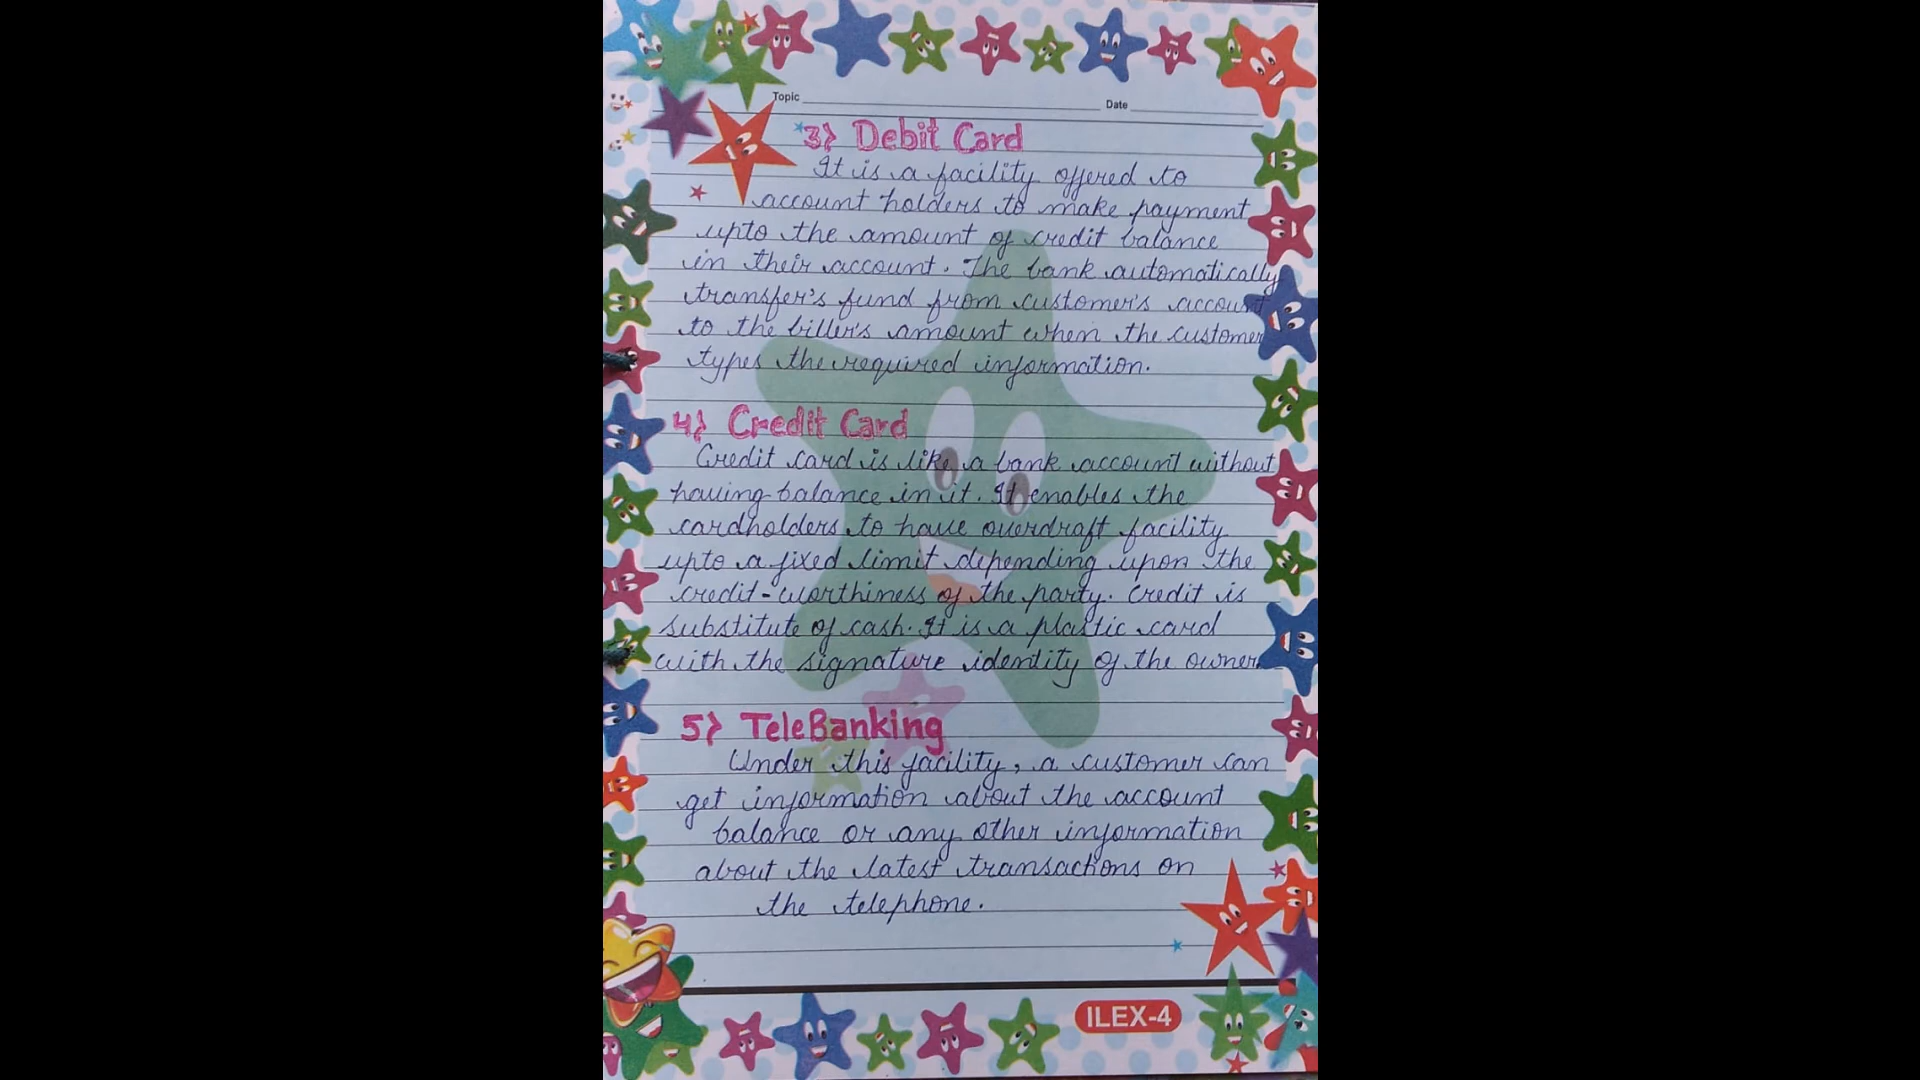 Topic Date
3) Debit Card
It is a facility offered to
account holders to make payment
upto the amount of credit balance
in their account. The bank automatically
transfer's fund from customer's account
to the biller's amount when the customer
types the required information.
4) Credit Card
Credit card is like a bank account without
having balance in it. It enables the
cardholders to have overdraft facility
upto a fixed limit depending upon the
credit-worthiness of the party. Credit is
substitute of cash. It is a plastic card
with the signature identity of the owner.
5) TeleBanking
Under this facility, a customer can
get information about the account
balance or any other information
about the latest transactions on
the telephone.
ILEX-4